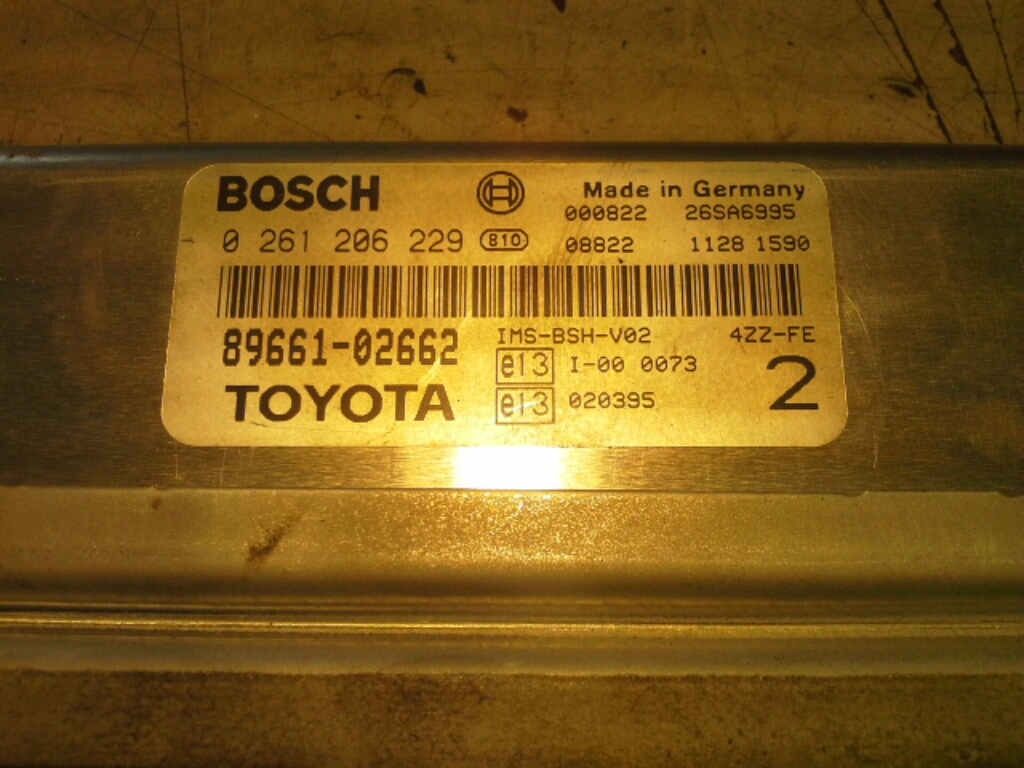 BOSCH Made in Germany
000822 26SA6995
0 261 206 229 810 08822 1128 1590
89661-02662 IMS-BSH-V02 4ZZ-FE
e13 I-00 0073
TOYOTA e13 020395 2